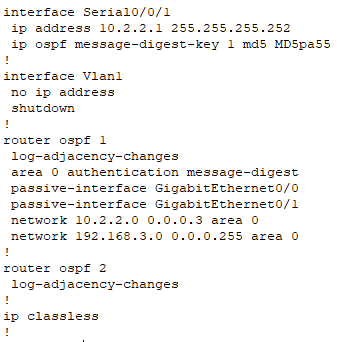 interface Serial0/0/1
 ip address 10.2.2.1 255.255.255.252
 ip ospf message-digest-key 1 md5 MD5pa55
!
interface Vlan1
 no ip address
 shutdown
!
router ospf 1
 log-adjacency-changes
 area 0 authentication message-digest
 passive-interface GigabitEthernet0/0
 passive-interface GigabitEthernet0/1
 network 10.2.2.0 0.0.0.3 area 0
 network 192.168.3.0 0.0.0.255 area 0
!
router ospf 2
 log-adjacency-changes
!
ip classless
!